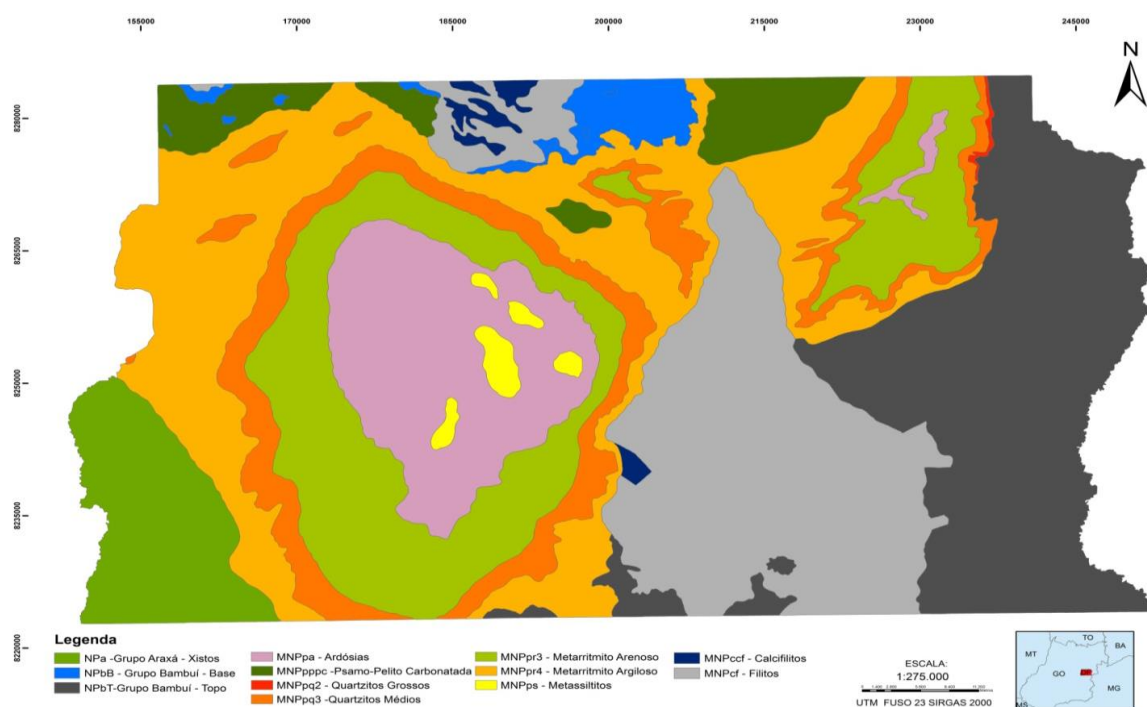 155000 170000 185000 200000 215000 230000 245000
N
8280000
8265000
8250000
8235000
8220000
Legenda
NPa -Grupo Araxá - Xistos
NPbB - Grupo Bambuí - Base
NPbT-Grupo Bambuí - Topo
MNPpa - Ardósias
MNPpppc -Psamo-Pelito Carbonatada
MNPpq2 - Quartzitos Grossos
MNPpq3 -Quartzitos Médios
MNPpr3 - Metarritmito Arenoso
MNPpr4 - Metarritmito Argiloso
MNPps - Metassíltitos
MNPccf - Calcifilitos
MNPcf - Filitos
ESCALA:
1:275.000
UTM FUSO 23 SIRGAS 2000
TO
MT
BA
GO
DF
MG
MS